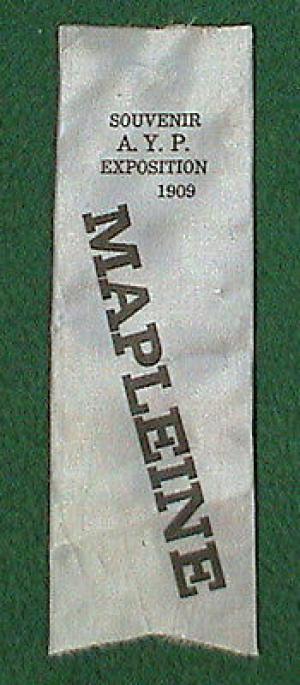 SOUVENIR
A. Y. P.
EXPOSITION
1909
MAPLEINE